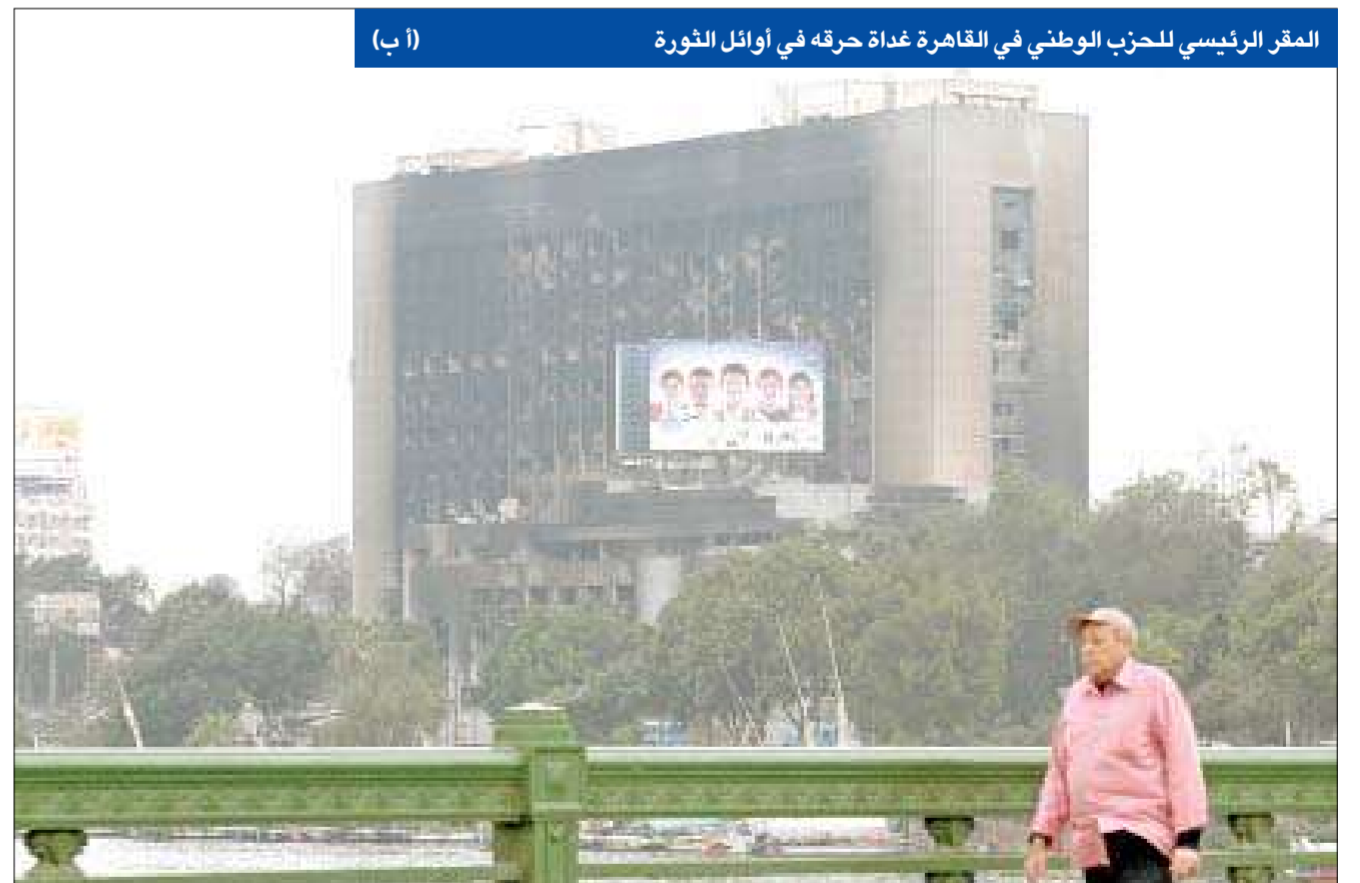 المقر الرئيسي للحزب الوطني في القاهرة غداة حرقه في أوائل الثورة (أ ب)